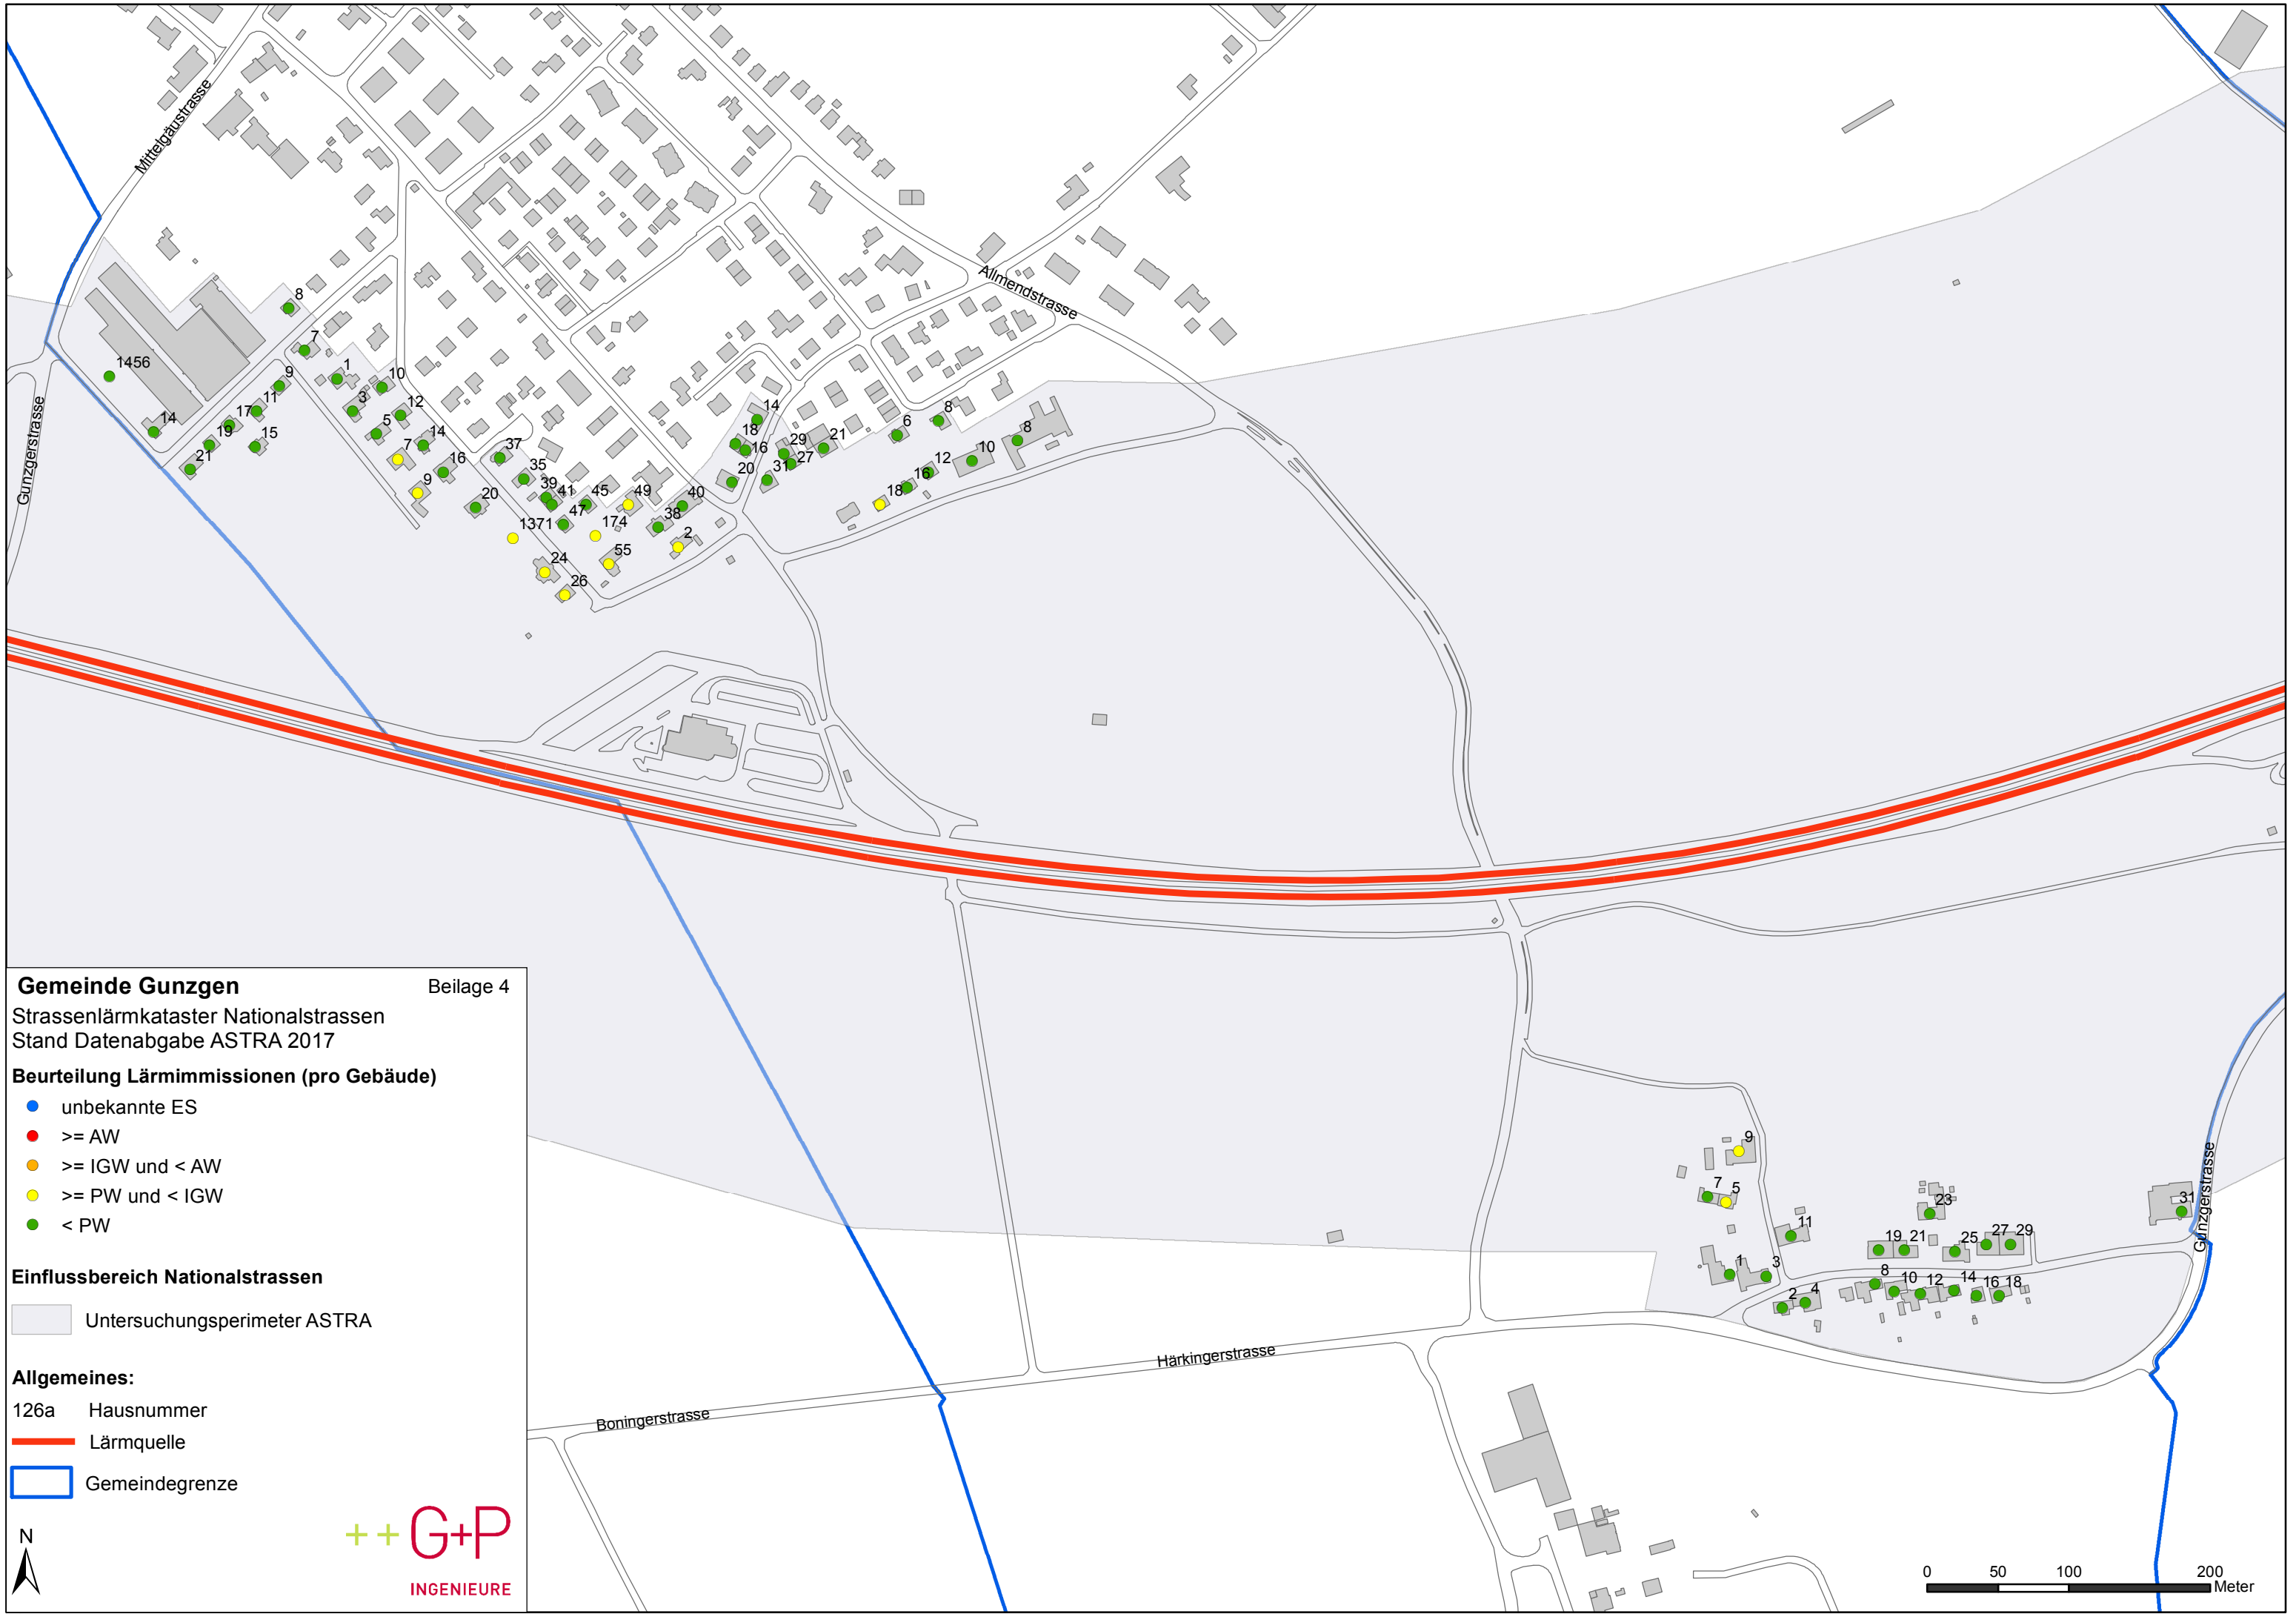 Mittelgäustrasse
Allmendstrasse
8
7
1456
1
10
9
3
12
11
17
5
14
14
19
15
7
14
21
16
9
37
35
20
39
41
45
49
40
47
1371
174
38
2
55
24
26
14
18
16
29
21
27
20
31
6
8
8
10
12
16
18
Gunzgerstrasse
9
7
5
11
1
3
2
4
23
19
21
25
27
29
31
8
10
12
14
16
18
Gunzgerstrasse
Härkingerstrasse
Boningerstrasse
Gemeinde Gunzgen
Beilage 4
Strassenlärmkataster Nationalstrassen
Stand Datenabgabe ASTRA 2017
Beurteilung Lärmimmissionen (pro Gebäude)
unbekannte ES
>= AW
>= IGW und < AW
>= PW und < IGW
< PW
Einflussbereich Nationalstrassen
Untersuchungsperimeter ASTRA
Allgemeines:
126a Hausnummer
Lärmquelle
Gemeindegrenze
N
++G+P
INGENIEURE
0 50 100 200
Meter